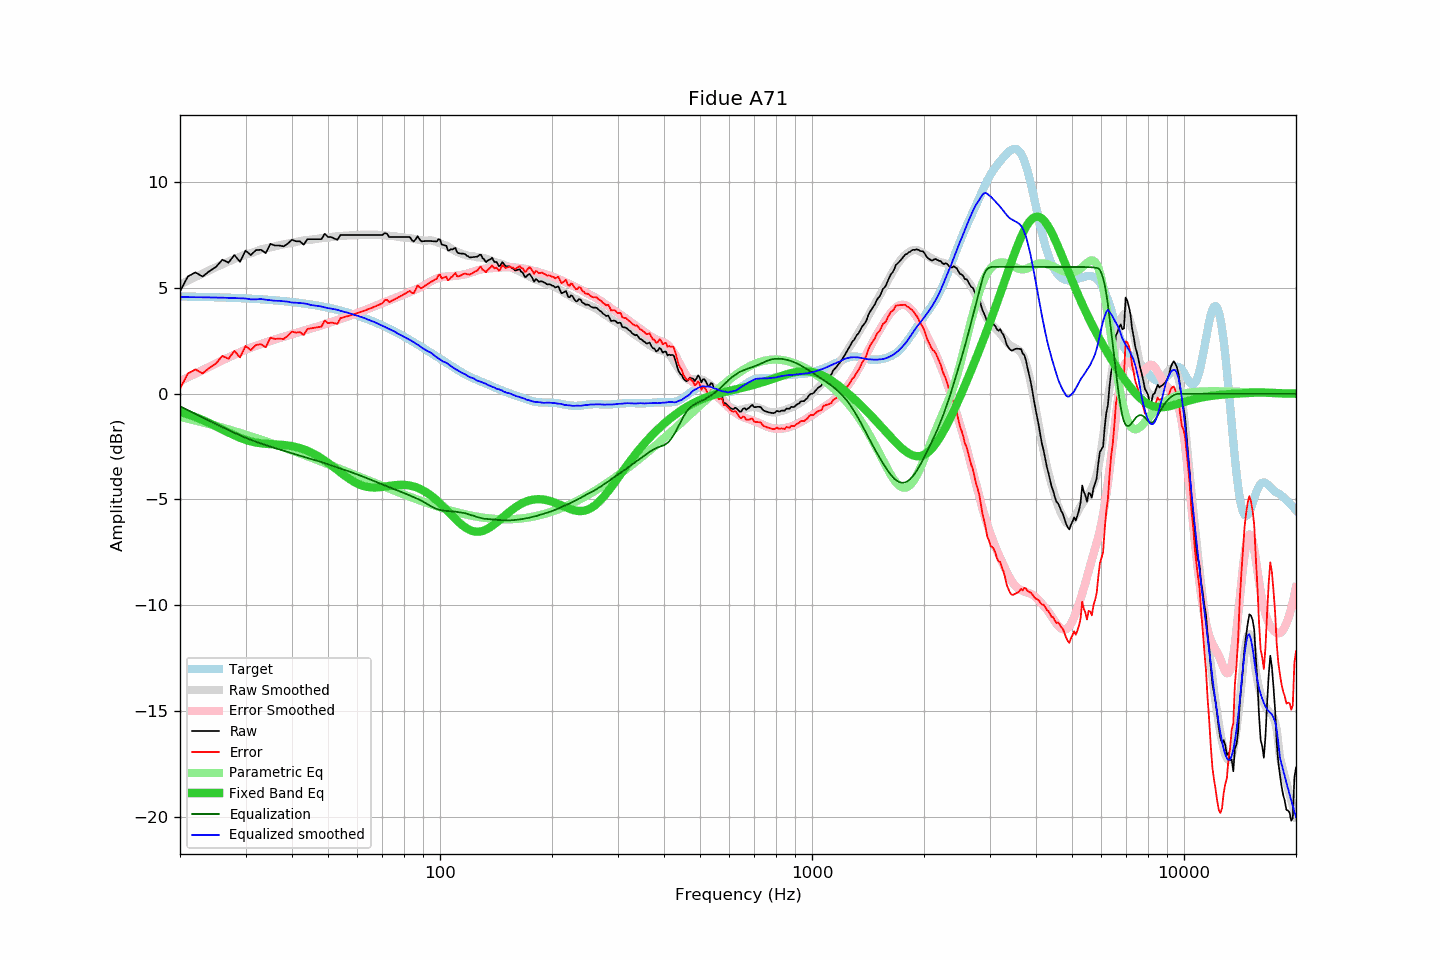 Fidue A71
Amplitude (dBr)
10
5
0
−5
−10
−15
−20
Target
Raw Smoothed
Error Smoothed
Raw
Error
Parametric Eq
Fixed Band Eq
Equalization
Equalized smoothed
100
1000
10000
Frequency (Hz)